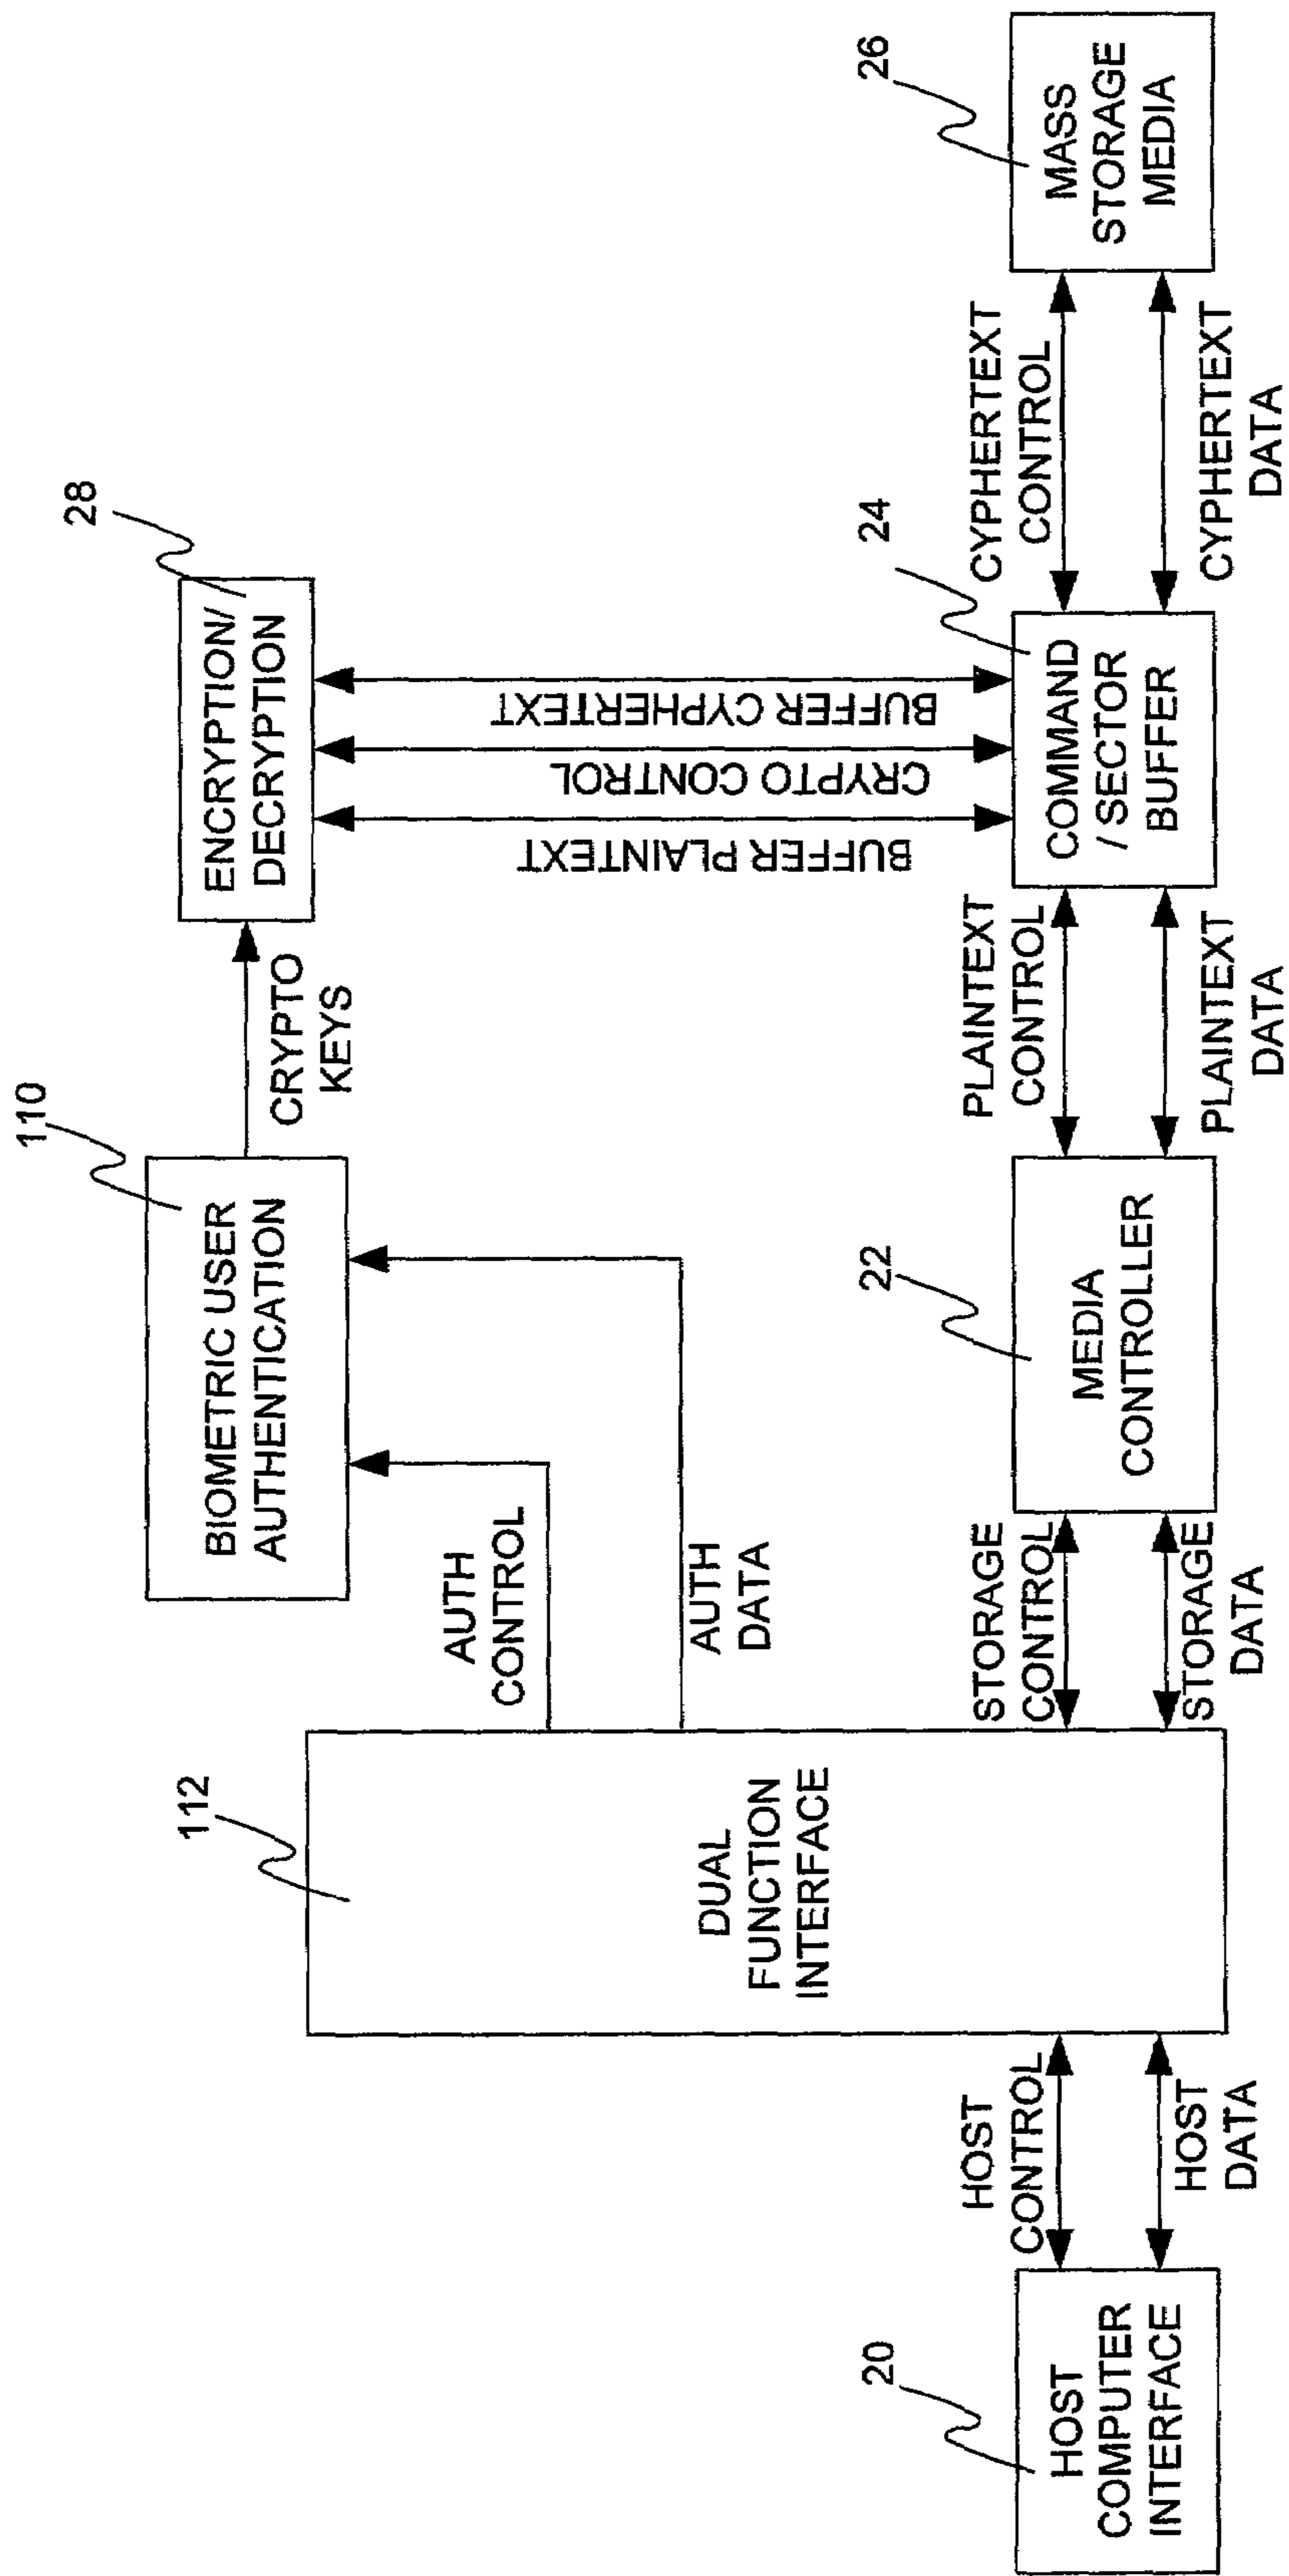 110
BIOMETRIC USER
AUTHENTICATION
CRYPTO
KEYS
28
ENCRYPTION/
DECRYPTION
112
DUAL
FUNCTION
INTERFACE
AUTH
CONTROL
AUTH
DATA
BUFFER PLAINTEXT
CRYPTO CONTROL
BUFFER CYPHERTEXT
20
HOST
COMPUTER
INTERFACE
HOST
CONTROL
HOST
DATA
STORAGE
CONTROL
STORAGE
DATA
22
MEDIA
CONTROLLER
PLAINTEXT
CONTROL
PLAINTEXT
DATA
24
COMMAND
/ SECTOR
BUFFER
CYPHERTEXT
CONTROL
CYPHERTEXT
DATA
26
MASS
STORAGE
MEDIA